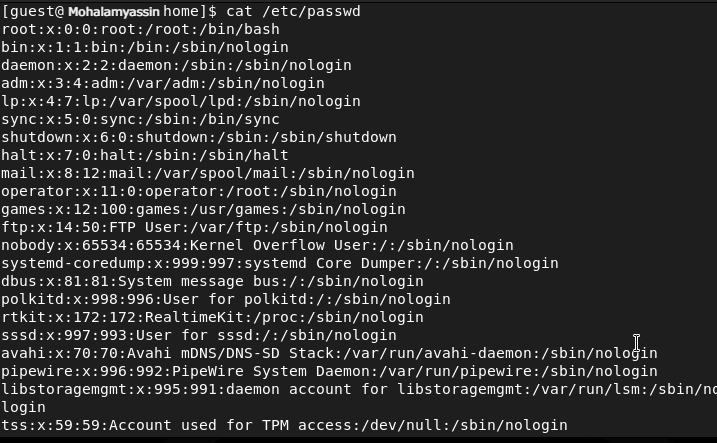 [guest@ Mohalamyassin home]$ cat /etc/passwd
root:x:0:0:root:/root:/bin/bash
bin:x:1:1:bin:/bin:/sbin/nologin
daemon:x:2:2:daemon:/sbin:/sbin/nologin
adm:x:3:4:adm:/var/adm:/sbin/nologin
lp:x:4:7:lp:/var/spool/lpd:/sbin/nologin
sync:x:5:0:sync:/sbin:/bin/sync
shutdown:x:6:0:shutdown:/sbin:/sbin/shutdown
halt:x:7:0:halt:/sbin:/sbin/halt
mail:x:8:12:mail:/var/spool/mail:/sbin/nologin
operator:x:11:0:operator:/root:/sbin/nologin
games:x:12:100:games:/usr/games:/sbin/nologin
ftp:x:14:50:FTP User:/var/ftp:/sbin/nologin
nobody:x:65534:65534:Kernel Overflow User:/:/sbin/nologin
systemd-coredump:x:999:997:systemd Core Dumper:/:/sbin/nologin
dbus:x:81:81:System message bus:/:/sbin/nologin
polkitd:x:998:996:User for polkitd:/:/sbin/nologin
rtkit:x:172:172:RealtimeKit:/proc:/sbin/nologin
sssd:x:997:993:User for sssd:/:/sbin/nologin
avahi:x:70:70:Avahi mDNS/DNS-SD Stack:/var/run/avahi-daemon:/sbin/nologin
pipewire:x:996:992:PipeWire System Daemon:/var/run/pipewire:/sbin/nologin
libstoragemgmt:x:995:991:daemon account for libstoragemgmt:/var/run/lsm:/sbin/no
login
tss:x:59:59:Account used for TPM access:/dev/null:/sbin/nologin